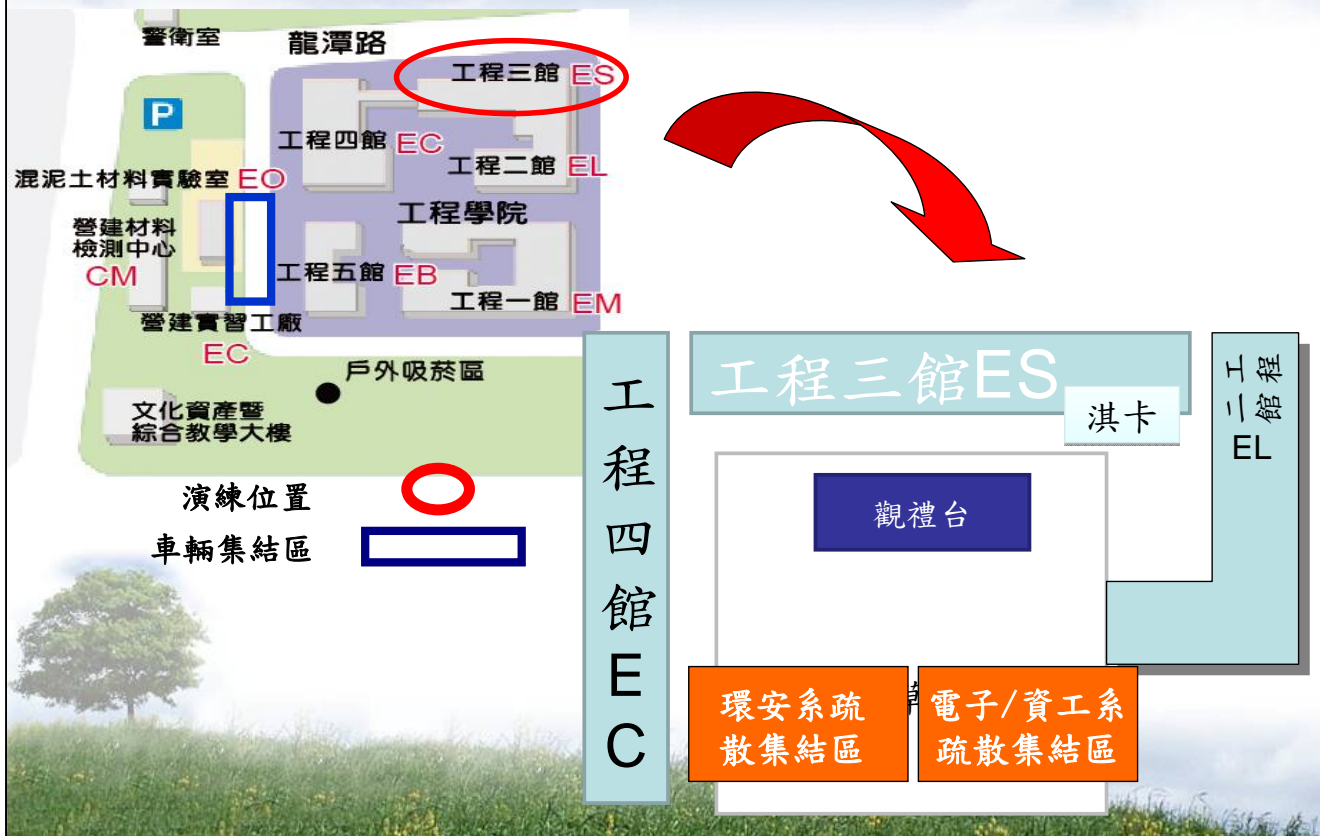 警衛室
龍潭路
工程三館 ES
P
工程四館 EC
工程二館 EL
混泥土材料實驗室 EO
工程學院
營建材料
檢測中心
CM
工程五館 EB
工程一館 EM
營建實習工廠
EC
戶外吸菸區
文化資產暨
綜合教學大樓
演練位置
車輛集結區
工程四館EC
工程三館ES
淇卡
工程
二館
EL
觀禮台
環安系疏
散集結區
電子/資工系
疏散集結區